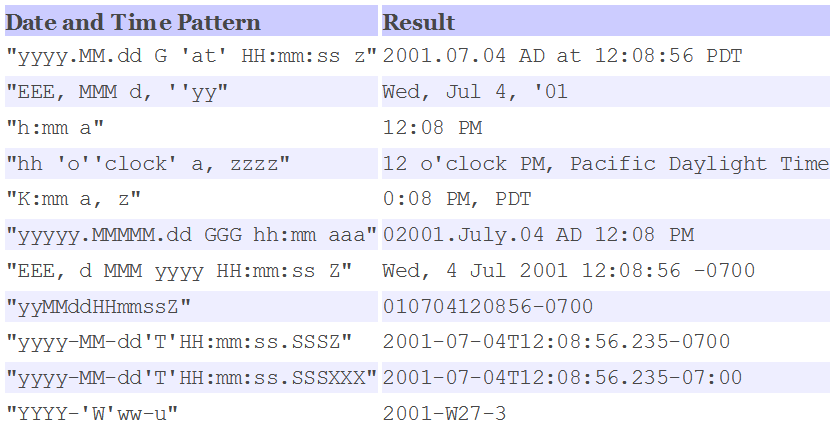 Date and Time Pattern Result
"yyyy.MM.dd G 'at' HH:mm:ss z" 2001.07.04 AD at 12:08:56 PDT
"EEE, MMM d, ''yy" Wed, Jul 4, '01
"h:mm a" 12:08 PM
"hh 'o''clock' a, zzzz" 12 o'clock PM, Pacific Daylight Time
"K:mm a, z" 0:08 PM, PDT
"yyyyy.MMMMM.dd GGG hh:mm aaa" 02001.July.04 AD 12:08 PM
"EEE, d MMM yyyy HH:mm:ss Z" Wed, 4 Jul 2001 12:08:56 -0700
"yyMMddHHmmssZ" 010704120856-0700
"yyyy-MM-dd'T'HH:mm:ss.SSSZ" 2001-07-04T12:08:56.235-0700
"yyyy-MM-dd'T'HH:mm:ss.SSSXXX" 2001-07-04T12:08:56.235-07:00
"YYYY-'W'ww-u" 2001-W27-3